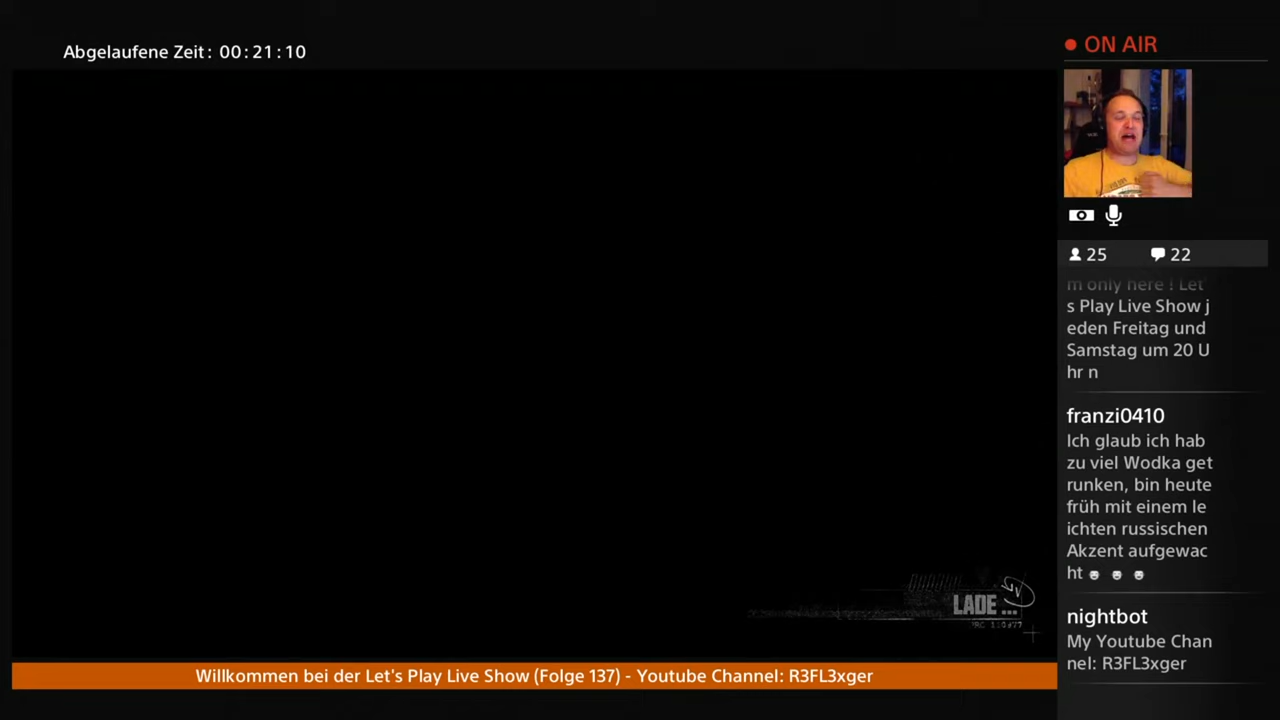 Abgelaufene Zeit: 00:21:10
ON AIR
25 22
m only here ! Let'
s Play Live Show j
eden Freitag und
Samstag um 20 U
hr n
franzi0410
Ich glaub ich hab
zu viel Wodka get
runken, bin heute
früh mit einem le
ichten russischen
Akzent aufgewac
ht
nightbot
My Youtube Chan
nel: R3FL3xger
LADE ...
Willkommen bei der Let's Play Live Show (Folge 137) - Youtube Channel: R3FL3xger